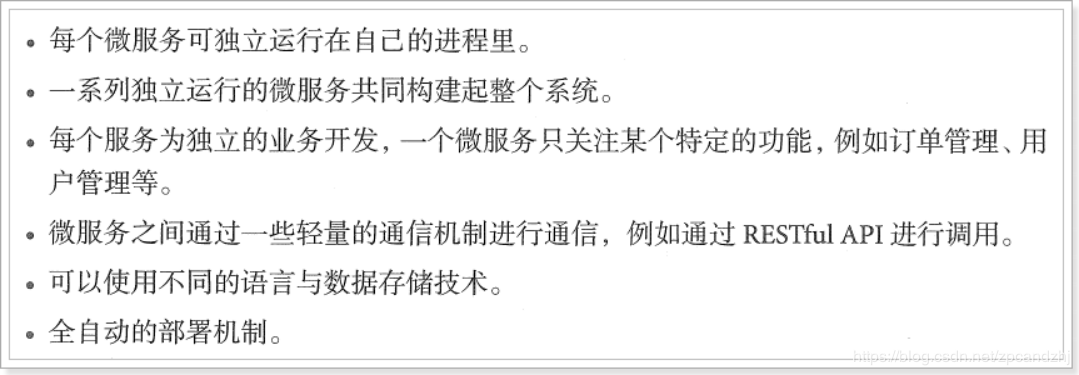 • 每个微服务可独立运行在自己的进程里。
• 一系列独立运行的微服务共同构建起整个系统。
• 每个服务为独立的业务开发，一个微服务只关注某个特定的功能，例如订单管理、用
户管理等。
• 微服务之间通过一些轻量的通信机制进行通信，例如通过 RESTful API 进行调用。
• 可以使用不同的语言与数据存储技术。
• 全自动的部署机制。
https://blog.csdn.net/zpcandzhj